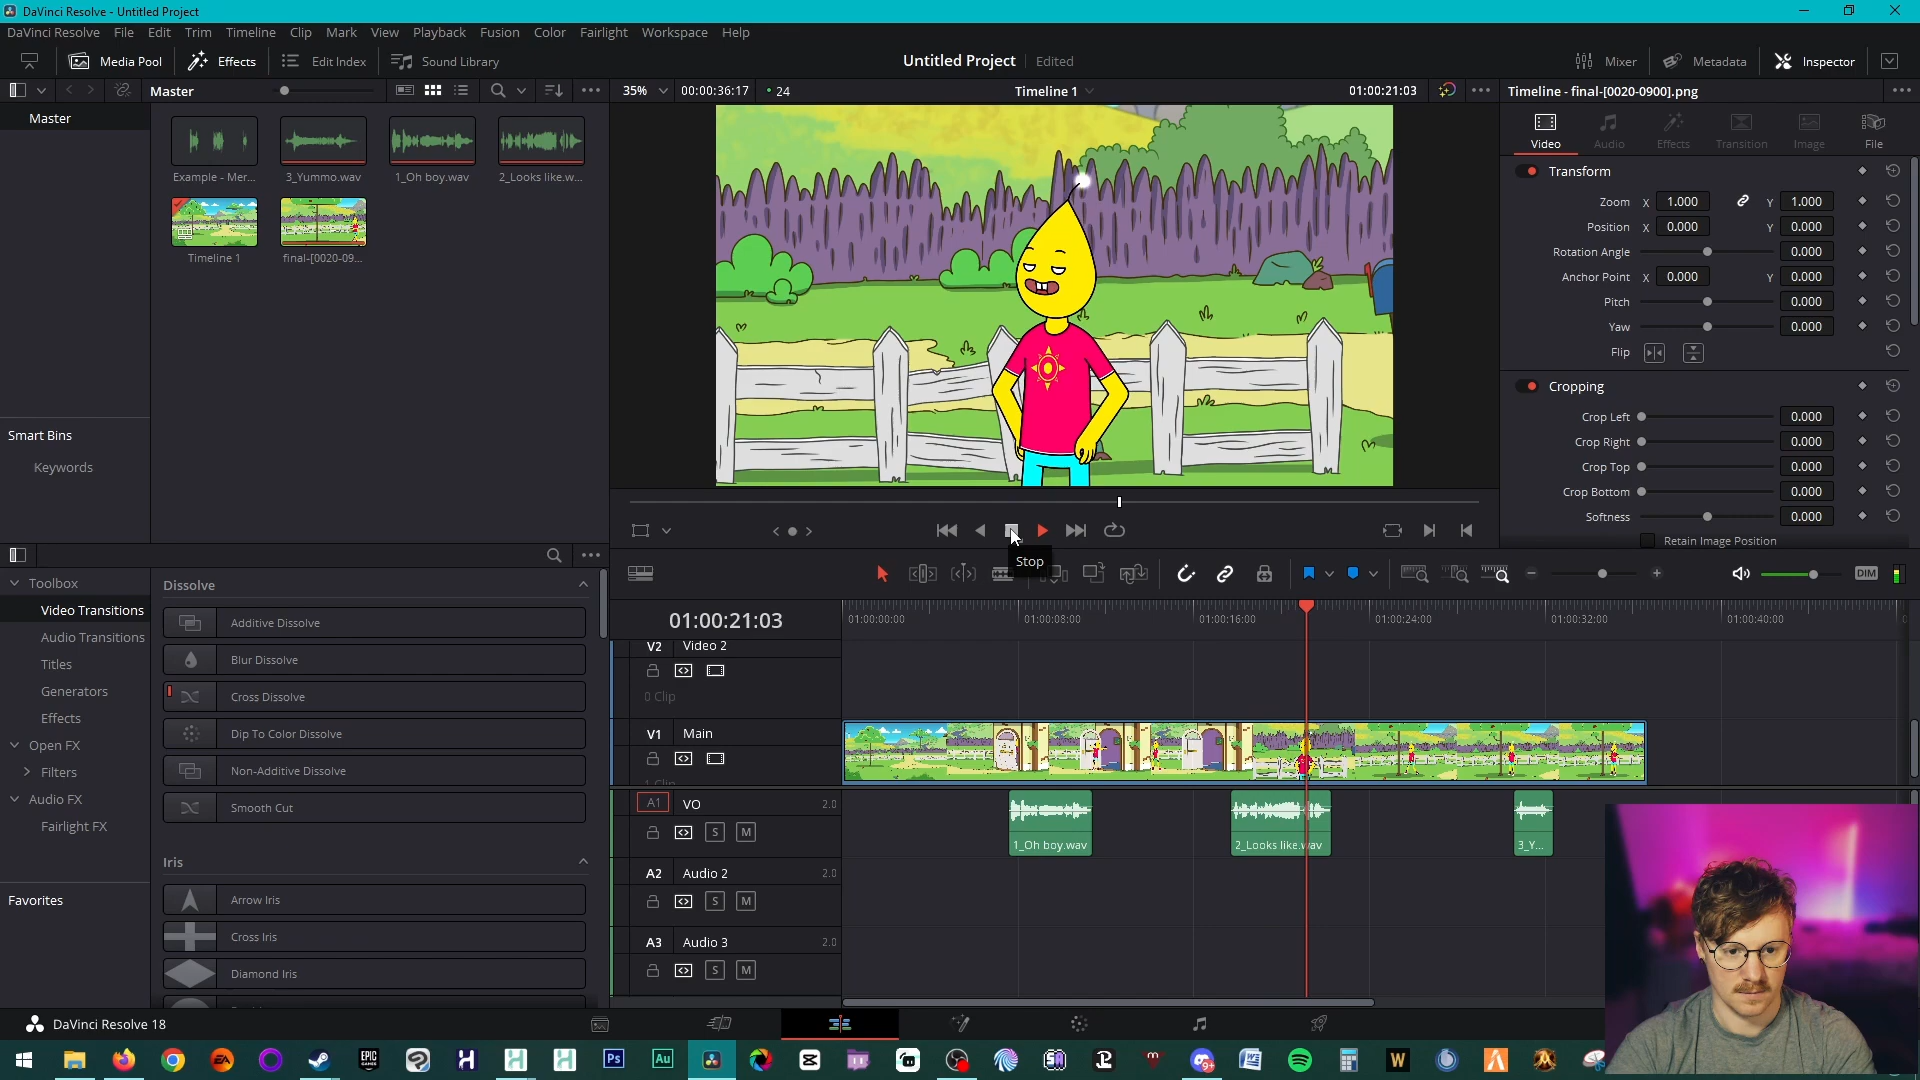 DaVinci Resolve - Untitled Project
DaVinci Resolve File Edit Trim Timeline Clip Mark View Playback Fusion Color Fairlight Workspace Help
Media Pool Effects Edit Index Sound Library Untitled Project Edited Mixer Metadata Inspector
Master 35% 00:00:36:17 24 Timeline 1 01:00:21:03 Timeline - final-[0020-0900].png
Master
Video Audio Effects Transition Image File
Example - Mer... 3_Yummo.wav 1_Oh boy.wav 2_Looks like.w...
Transform
Zoom X 1.000 Y 1.000
Position X 0.000 Y 0.000
Rotation Angle 0.000
Timeline 1 final-[0020-09...
Anchor Point X 0.000 Y 0.000
Pitch 0.000
Yaw 0.000
Flip
Cropping
Crop Left 0.000
Smart Bins
Crop Right 0.000
Keywords
Crop Top 0.000
Crop Bottom 0.000
Softness 0.000
Retain Image Position
Stop
Toolbox
Dissolve
DIM
Video Transitions
Additive Dissolve
01:00:21:03
01:00:00:00 01:00:08:00 01:00:16:00 01:00:24:00 01:00:32:00 01:00:40:00
Audio Transitions
Titles
Blur Dissolve
V2 Video 2
Generators
Cross Dissolve
0 Clip
Effects
Dip To Color Dissolve
V1 Main
Open FX
Filters
Non-Additive Dissolve
1 Clip
Audio FX
Smooth Cut
A1 VO 2.0
Fairlight FX
S M
1_Oh boy.wav 2_Looks like.wav 3_Y...
Iris
A2 Audio 2 2.0
Favorites
Arrow Iris
S M
Cross Iris
A3 Audio 3 2.0
Diamond Iris
S M
DaVinci Resolve 18
EA EPIC GAMES H H H Ps Au 9+ W W